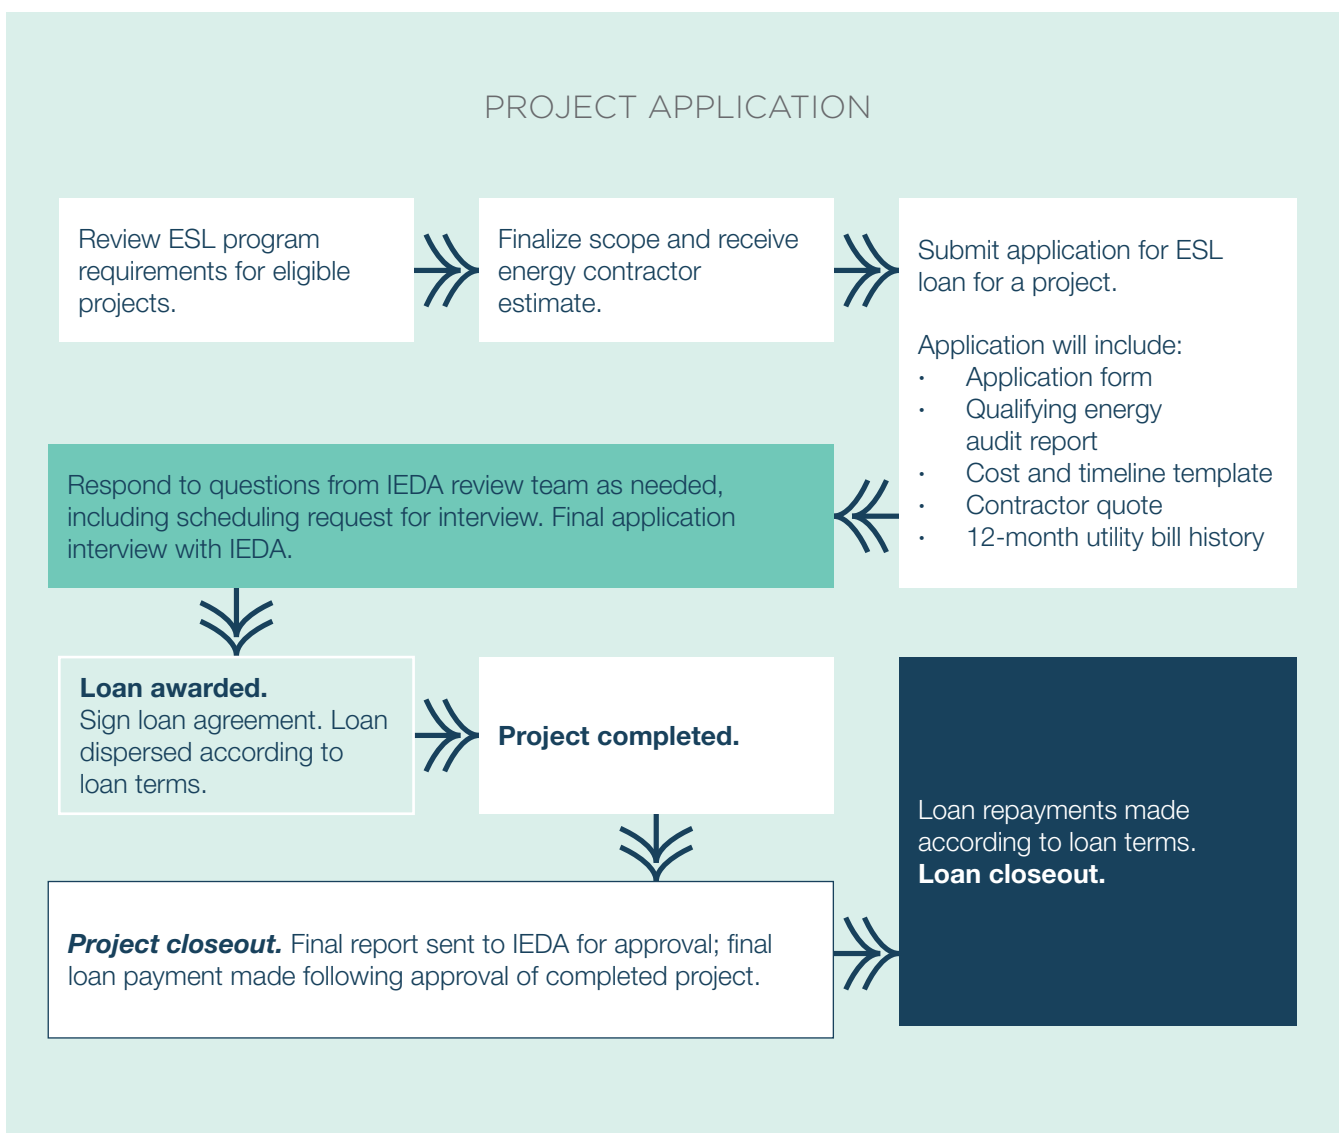 PROJECT APPLICATION
Review ESL program
requirements for eligible
projects.
Finalize scope and receive
energy contractor
estimate.
Submit application for ESL
loan for a project.
Application will include:
· Application form
· Qualifying energy
audit report
· Cost and timeline template
· Contractor quote
· 12-month utility bill history
Respond to questions from IEDA review team as needed,
including scheduling request for interview. Final application
interview with IEDA.
Loan awarded.
Sign loan agreement. Loan
dispersed according to
loan terms.
Project completed.
Project closeout. Final report sent to IEDA for approval; final
loan payment made following approval of completed project.
Loan repayments made
according to loan terms.
Loan closeout.